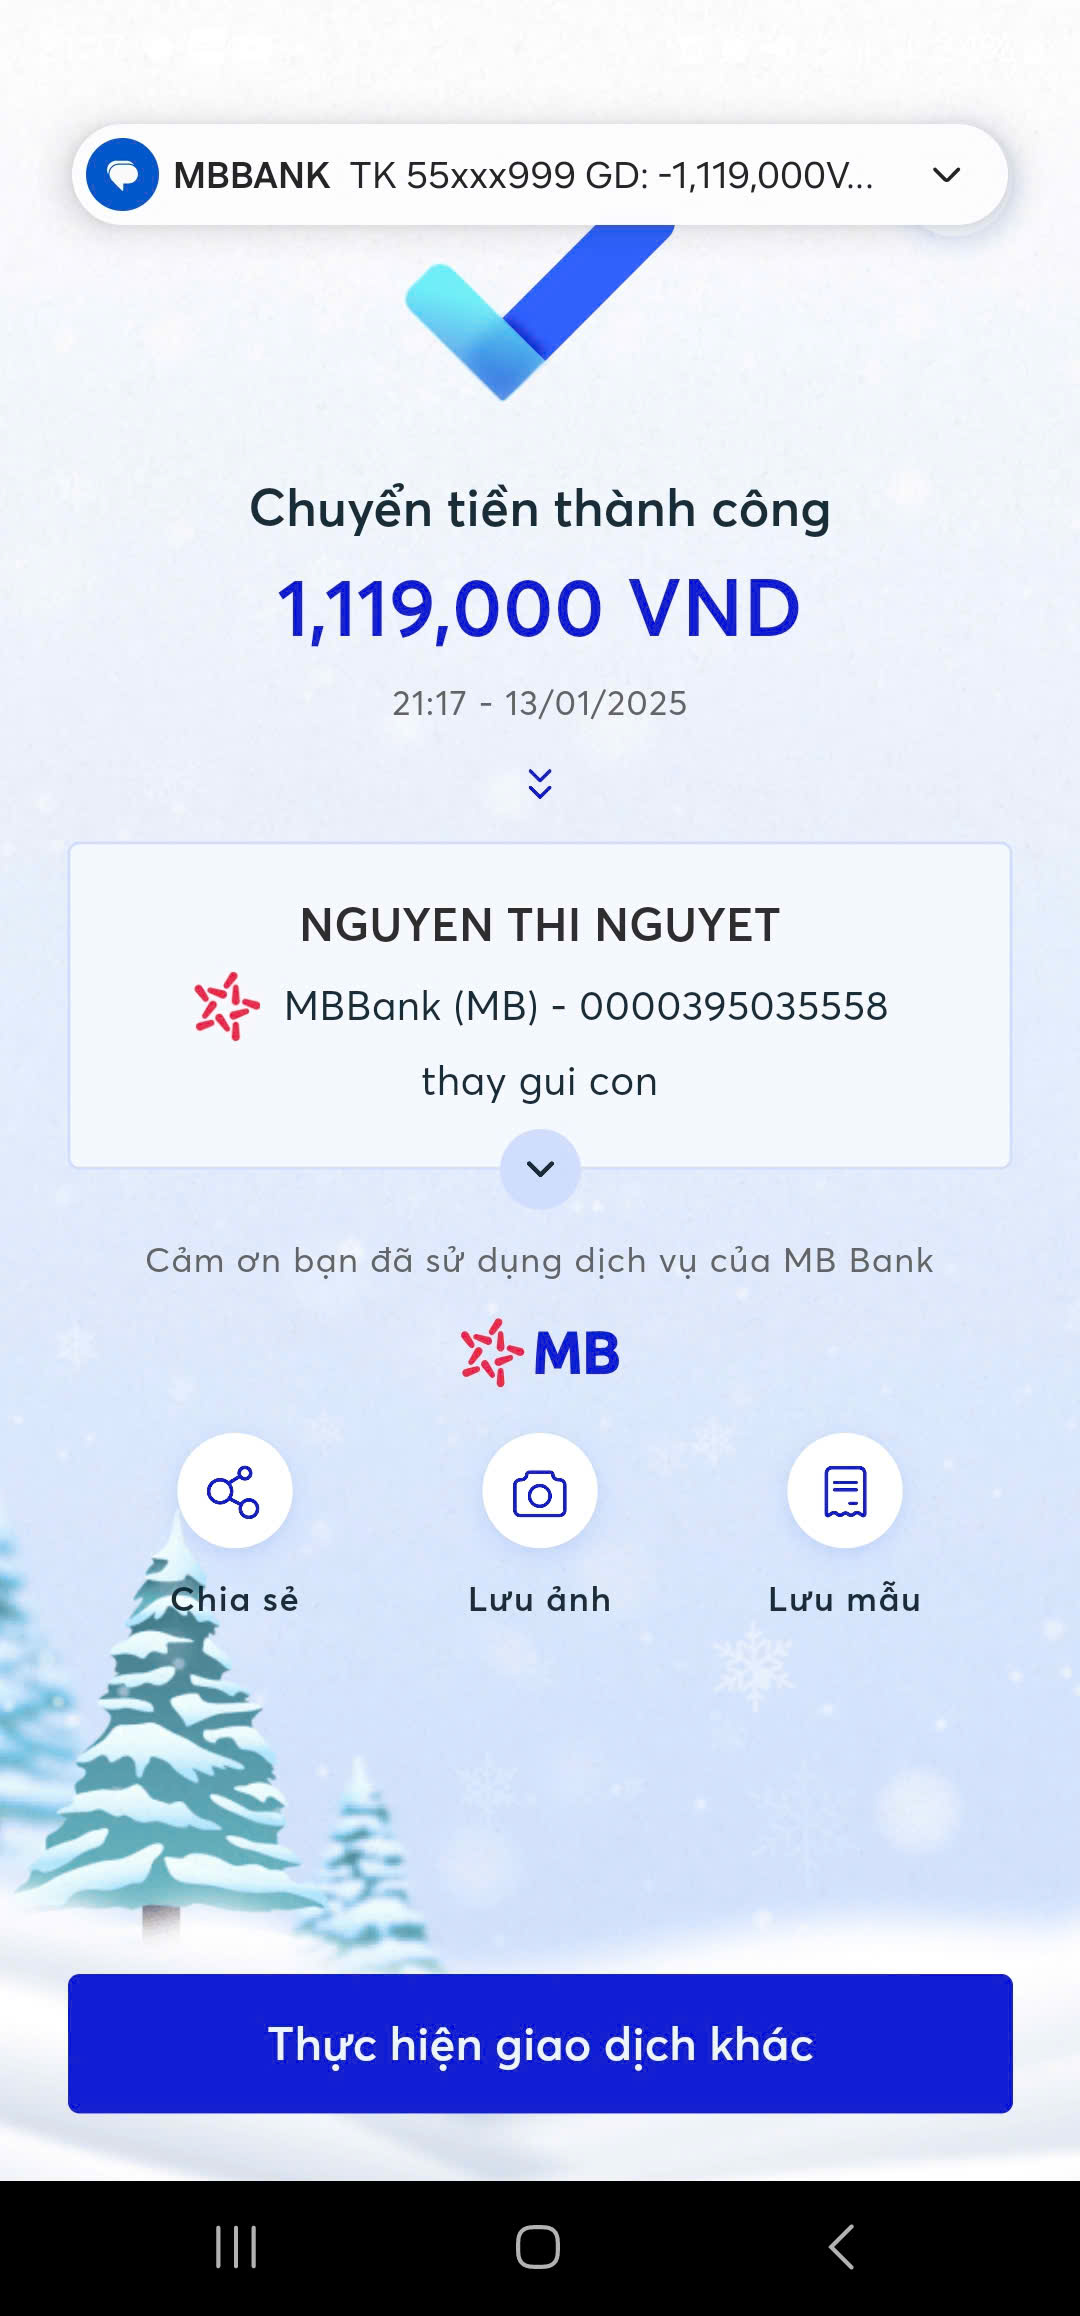 MBBANK TK 55xxx999 GD: -1,119,000V...
Chuyển tiền thành công
1,119,000 VND
21:17 - 13/01/2025
NGUYEN THI NGUYET
MBBank (MB) - 0000395035558
thay gui con
Cảm ơn bạn đã sử dụng dịch vụ của MB Bank
MB
Chia sẻ Lưu ảnh Lưu mẫu
Thực hiện giao dịch khác